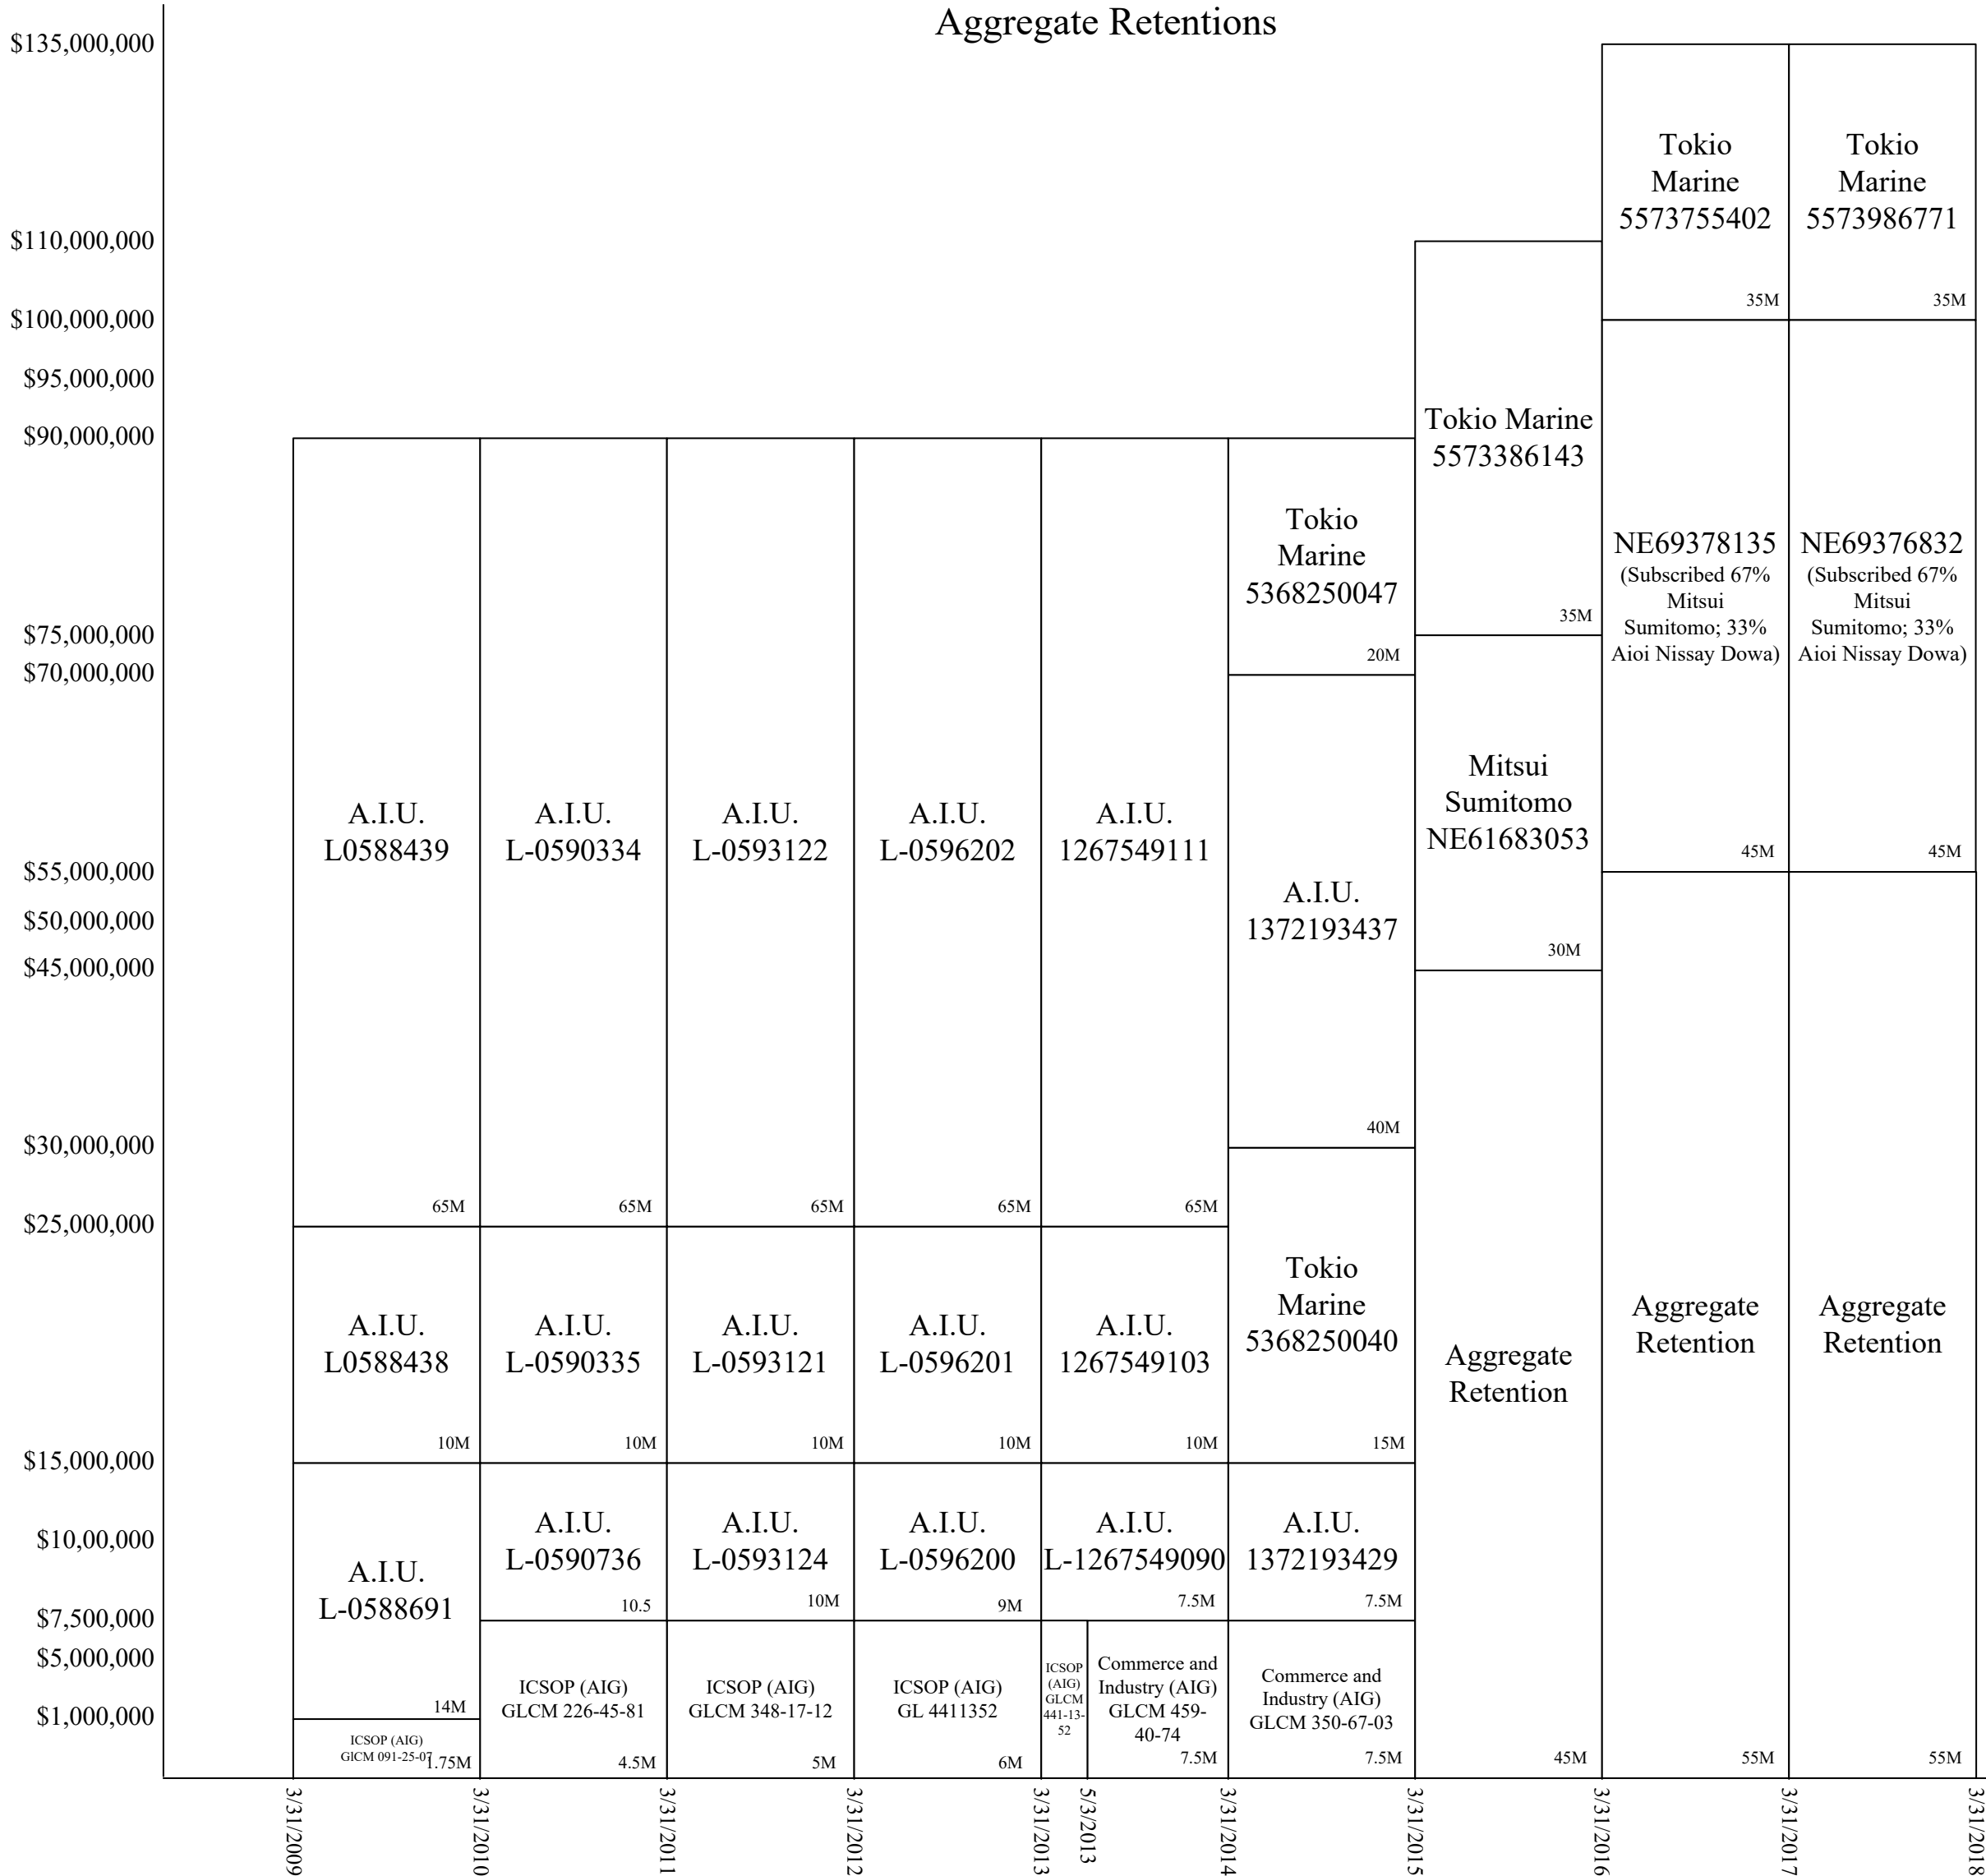 Aggregate Retentions
$135,000,000
$110,000,000
$100,000,000
$95,000,000
$90,000,000
$75,000,000
$70,000,000
$55,000,000
$50,000,000
$45,000,000
$30,000,000
$25,000,000
$15,000,000
$10,00,000
$7,500,000
$5,000,000
$1,000,000
A.I.U.
L0588439
65M
A.I.U.
L0588438
10M
A.I.U.
L-0588691
14M
ICSOP (AIG)
GlCM 091-25-07
1.75M
A.I.U.
L-0590334
65M
A.I.U.
L-0590335
10M
A.I.U.
L-0590736
10.5
ICSOP (AIG)
GLCM 226-45-81
4.5M
A.I.U.
L-0593122
65M
A.I.U.
L-0593121
10M
A.I.U.
L-0593124
10M
ICSOP (AIG)
GLCM 348-17-12
5M
A.I.U.
L-0596202
65M
A.I.U.
L-0596201
10M
A.I.U.
L-0596200
9M
ICSOP (AIG)
GL 4411352
6M
A.I.U.
1267549111
65M
A.I.U.
1267549103
10M
A.I.U.
L-1267549090
7.5M
ICSOP
(AIG)
GLCM
441-13-
52
Commerce and
Industry (AIG)
GLCM 459-
40-74
7.5M
Tokio
Marine
5368250047
20M
A.I.U.
1372193437
40M
Tokio
Marine
5368250040
15M
A.I.U.
1372193429
7.5M
Commerce and
Industry (AIG)
GLCM 350-67-03
7.5M
Tokio Marine
5573386143
35M
Mitsui
Sumitomo
NE61683053
30M
Aggregate
Retention
45M
Tokio
Marine
5573755402
35M
NE69378135
(Subscribed 67%
Mitsui
Sumitomo; 33%
Aioi Nissay Dowa)
45M
Aggregate
Retention
55M
Tokio
Marine
5573986771
35M
NE69376832
(Subscribed 67%
Mitsui
Sumitomo; 33%
Aioi Nissay Dowa)
45M
Aggregate
Retention
55M
3/31/2009
3/31/2010
3/31/2011
3/31/2012
3/31/2013
5/3/2013
3/31/2014
3/31/2015
3/31/2016
3/31/2017
3/31/2018